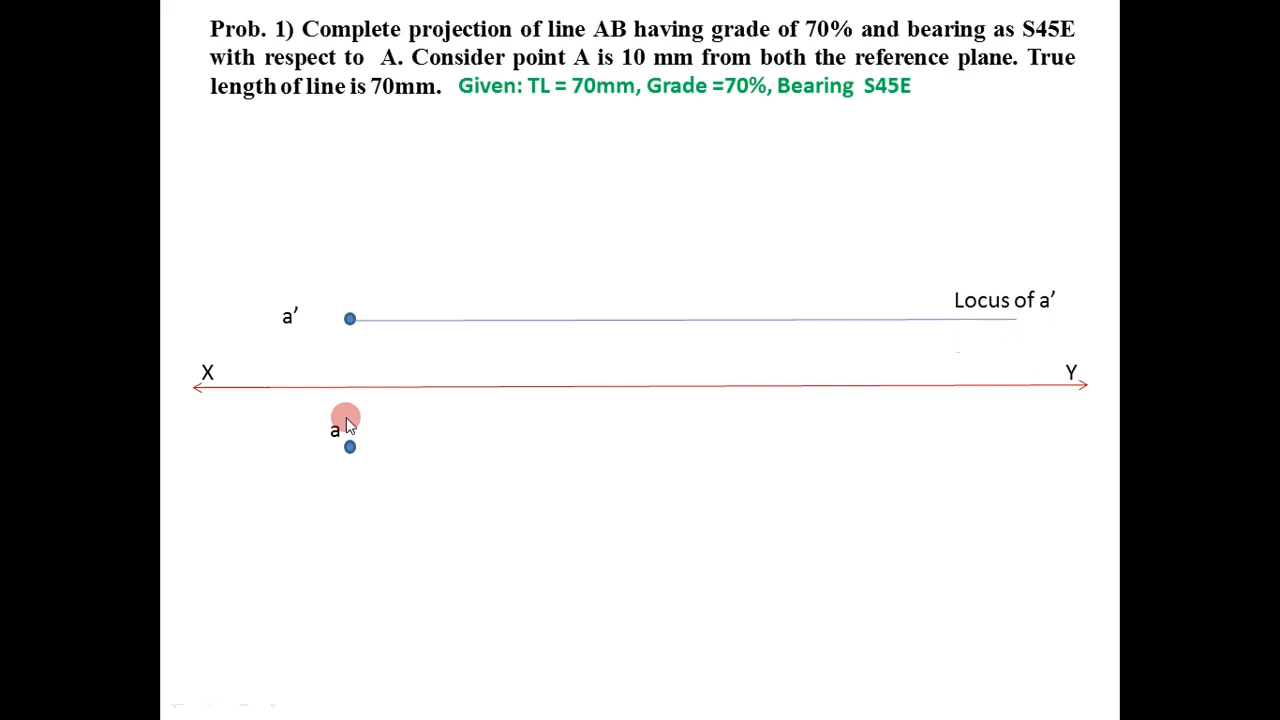 Prob. 1) Complete projection of line AB having grade of 70% and bearing as S45E
with respect to A. Consider point A is 10 mm from both the reference plane. True
length of line is 70mm. Given: TL = 70mm, Grade =70%, Bearing S45E
Locus of a’
a’
X
Y
a